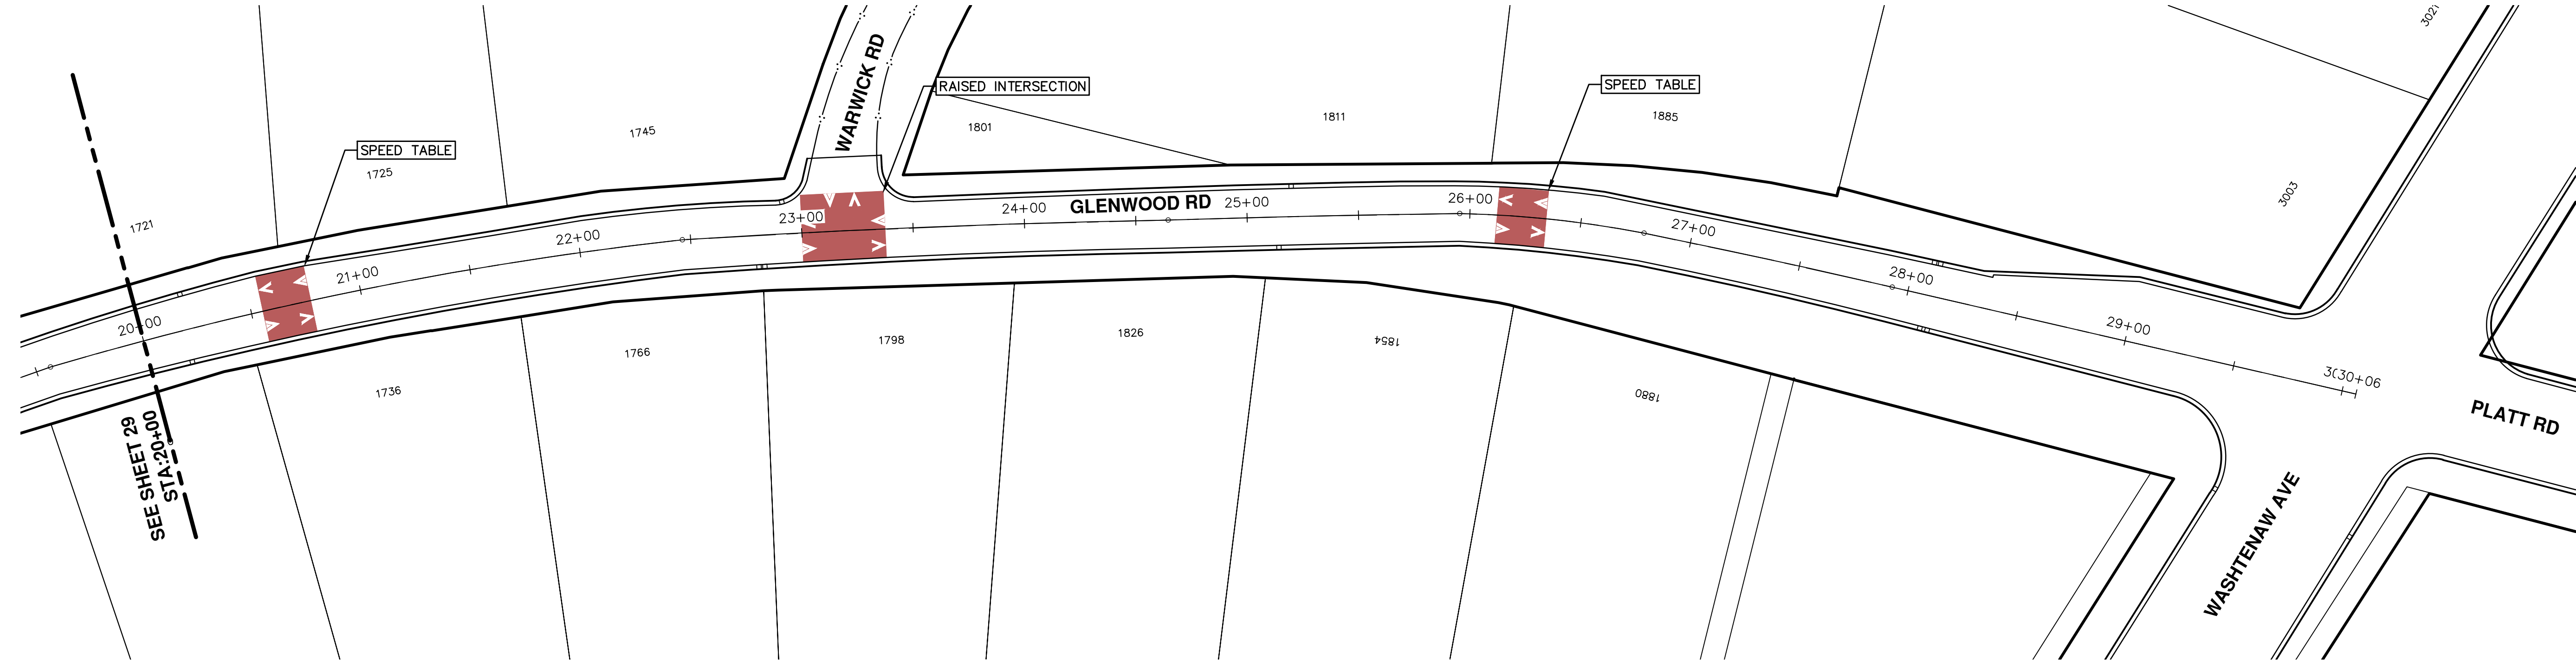 WARWICK RD
RAISED INTERSECTION
SPEED TABLE
SPEED TABLE
1745
1801
1811
1885
3003
1725
1721
20+00
21+00
22+00
23+00
24+00
GLENWOOD RD
25+00
26+00
27+00
28+00
29+00
30+06
PLATT RD
WASHTENAW AVE
SEE SHEET 29
STA:20+00
1736
1766
1798
1826
1854
1880